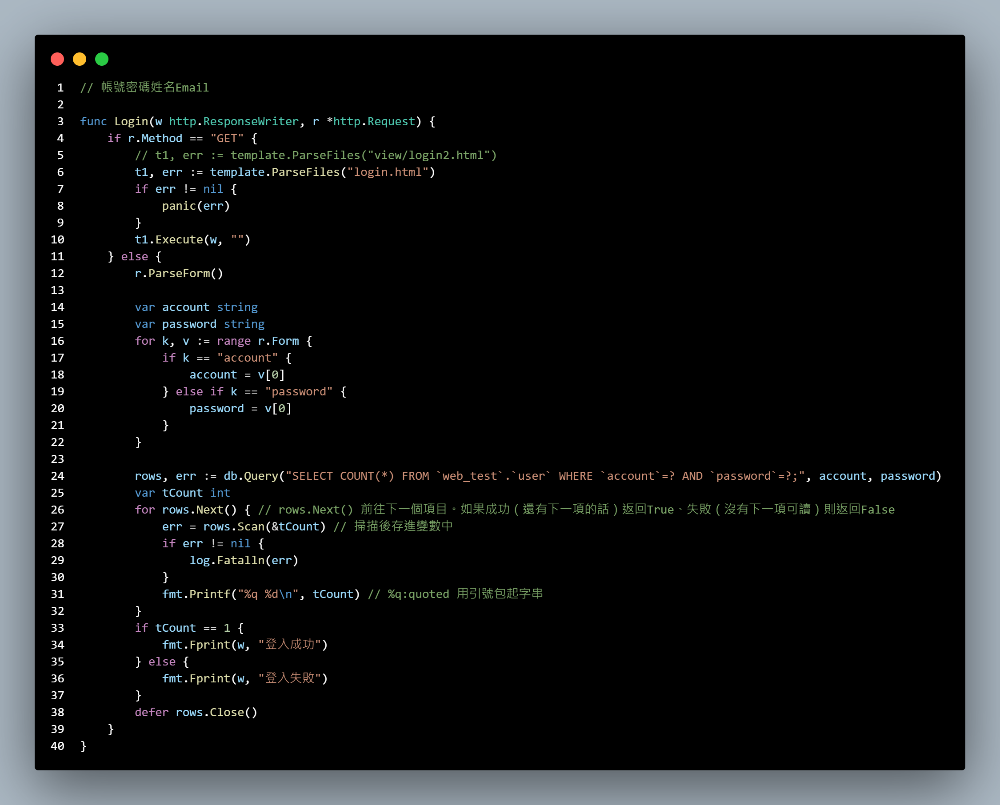 1 // 帳號密碼姓名Email
2
3 func Login(w http.ResponseWriter, r *http.Request) {
4     if r.Method == "GET" {
5         // t1, err := template.ParseFiles("view/login2.html")
6         t1, err := template.ParseFiles("login.html")
7         if err != nil {
8             panic(err)
9         }
10         t1.Execute(w, "")
11     } else {
12         r.ParseForm()
13
14         var account string
15         var password string
16         for k, v := range r.Form {
17             if k == "account" {
18                 account = v[0]
19             } else if k == "password" {
20                 password = v[0]
21             }
22         }
23
24         rows, err := db.Query("SELECT COUNT(*) FROM `web_test`.`user` WHERE `account`=? AND `password`=?;", account, password)
25         var tCount int
26         for rows.Next() { // rows.Next() 前往下一個項目。如果成功（還有下一項的話）返回True、失敗（沒有下一項可讀）則返回False
27             err = rows.Scan(&tCount) // 掃描後存進變數中
28             if err != nil {
29                 log.Fatalln(err)
30             }
31             fmt.Printf("%q %d\n", tCount) // %q:quoted 用引號包起字串
32         }
33         if tCount == 1 {
34             fmt.Fprint(w, "登入成功")
35         } else {
36             fmt.Fprint(w, "登入失敗")
37         }
38         defer rows.Close()
39     }
40 }